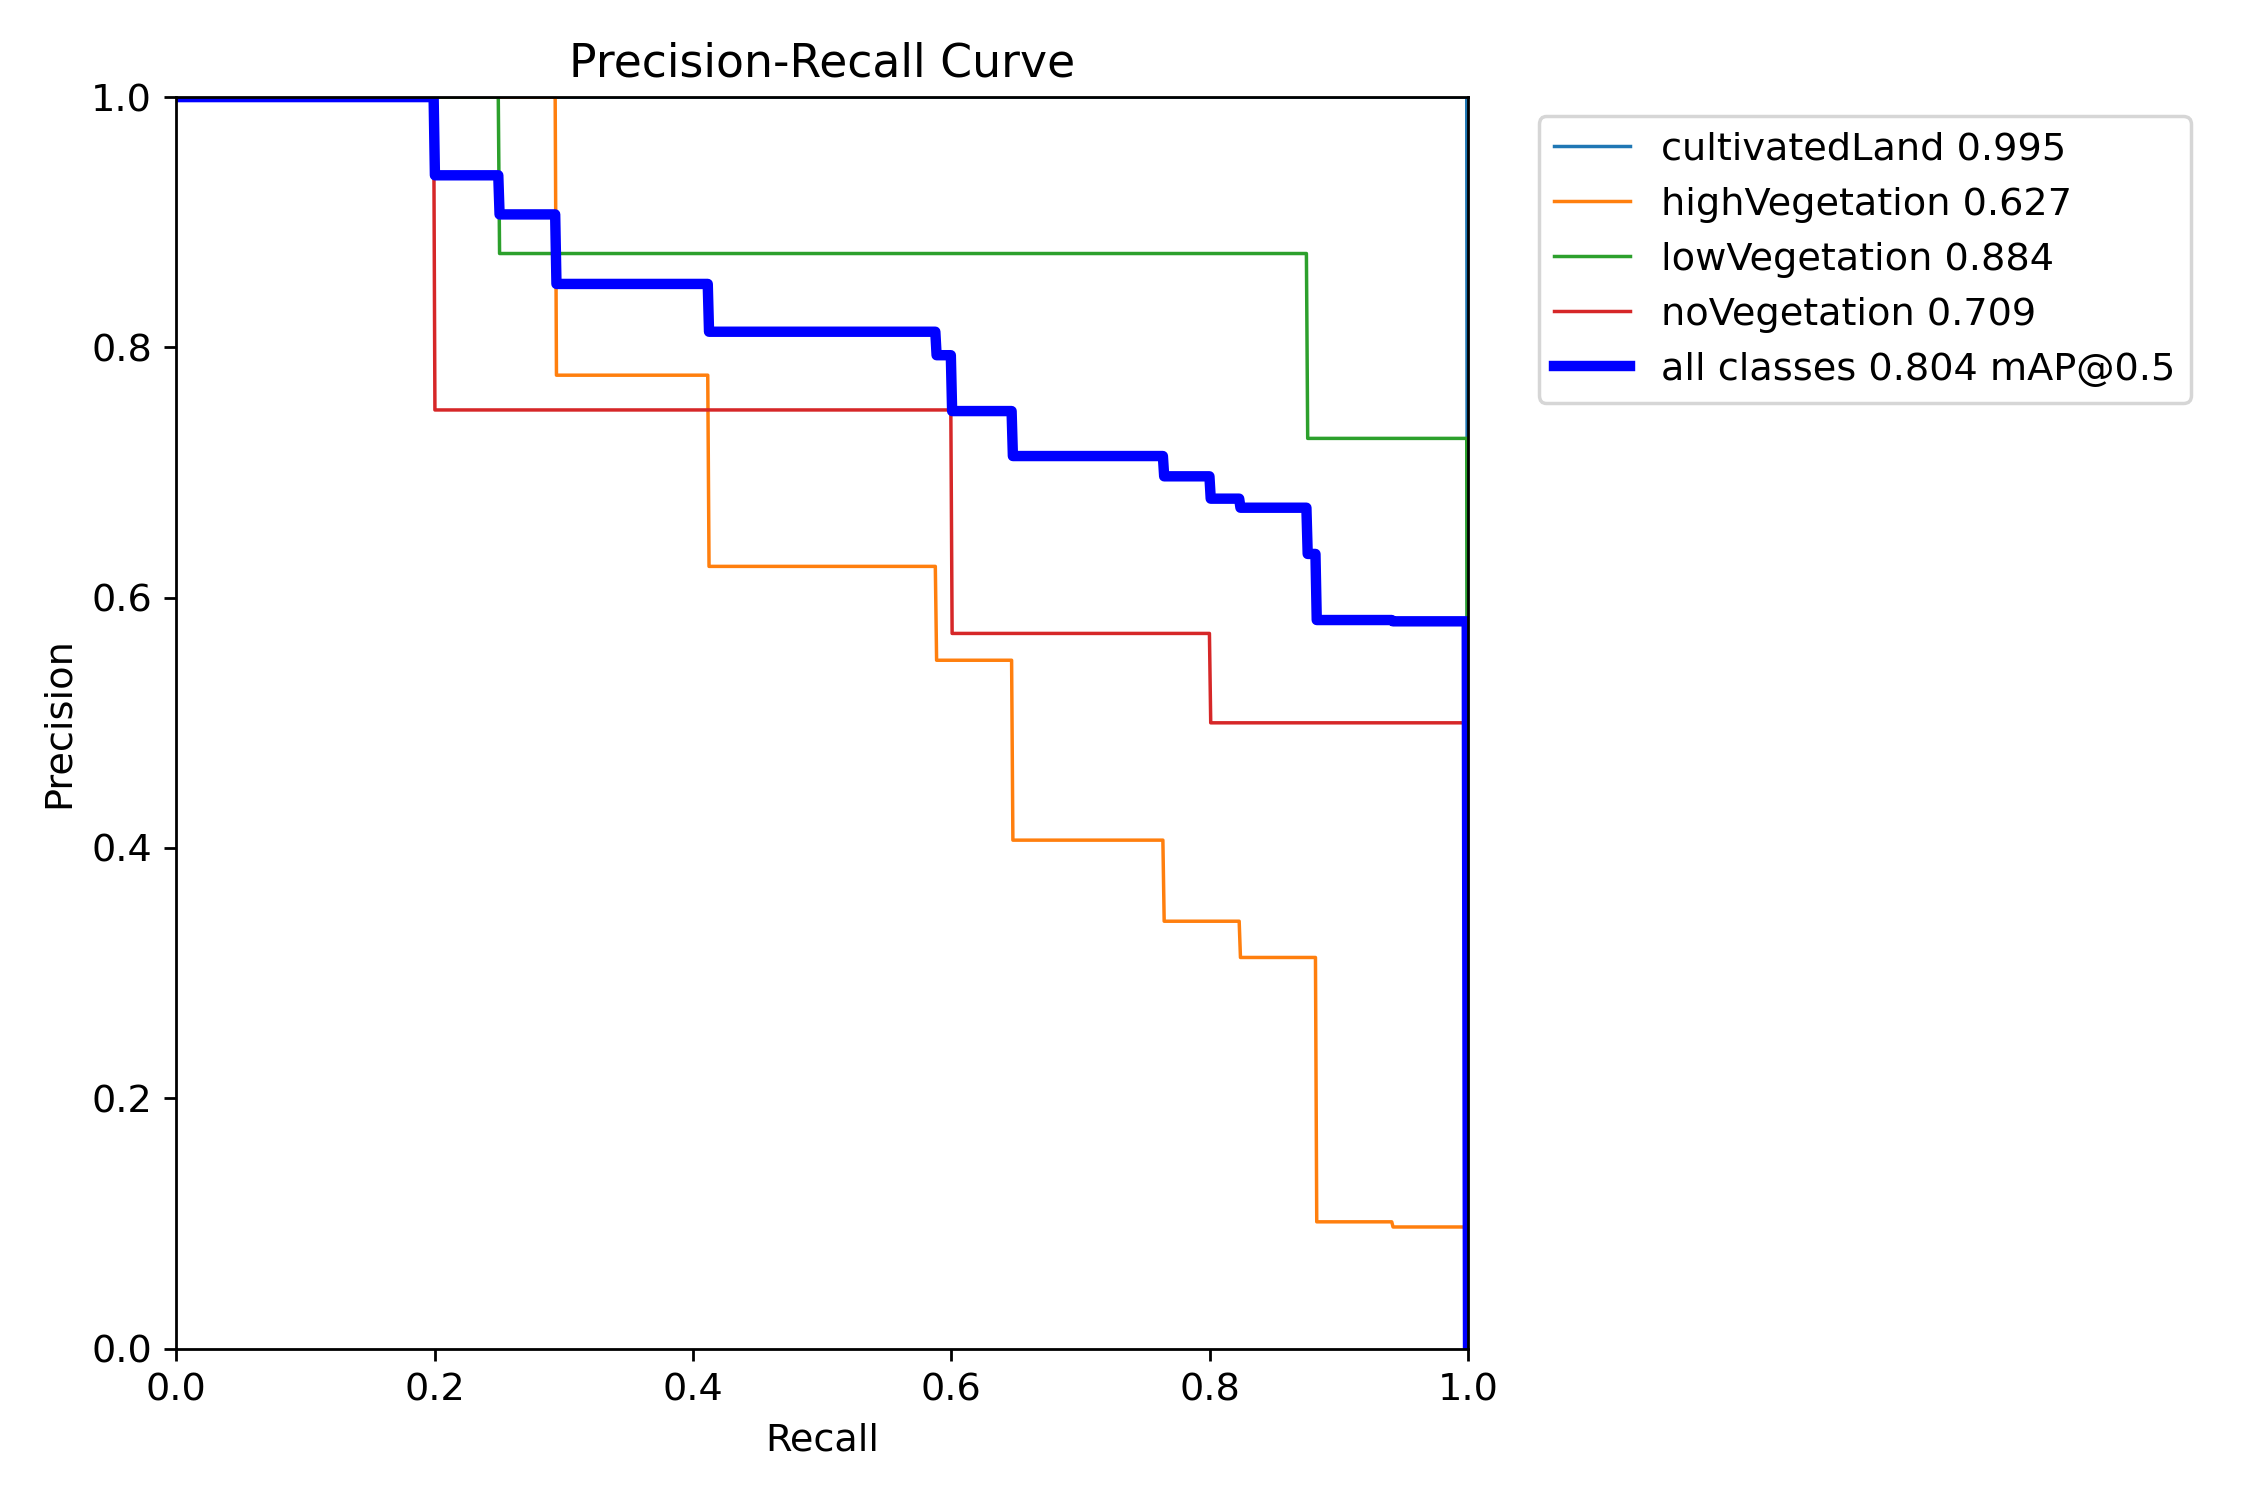 Precision-Recall Curve
1.0
0.8
0.6
0.4
0.2
0.0
Precision
0.0 0.2 0.4 0.6 0.8 1.0
Recall
cultivatedLand 0.995
highVegetation 0.627
lowVegetation 0.884
noVegetation 0.709
all classes 0.804 mAP@0.5